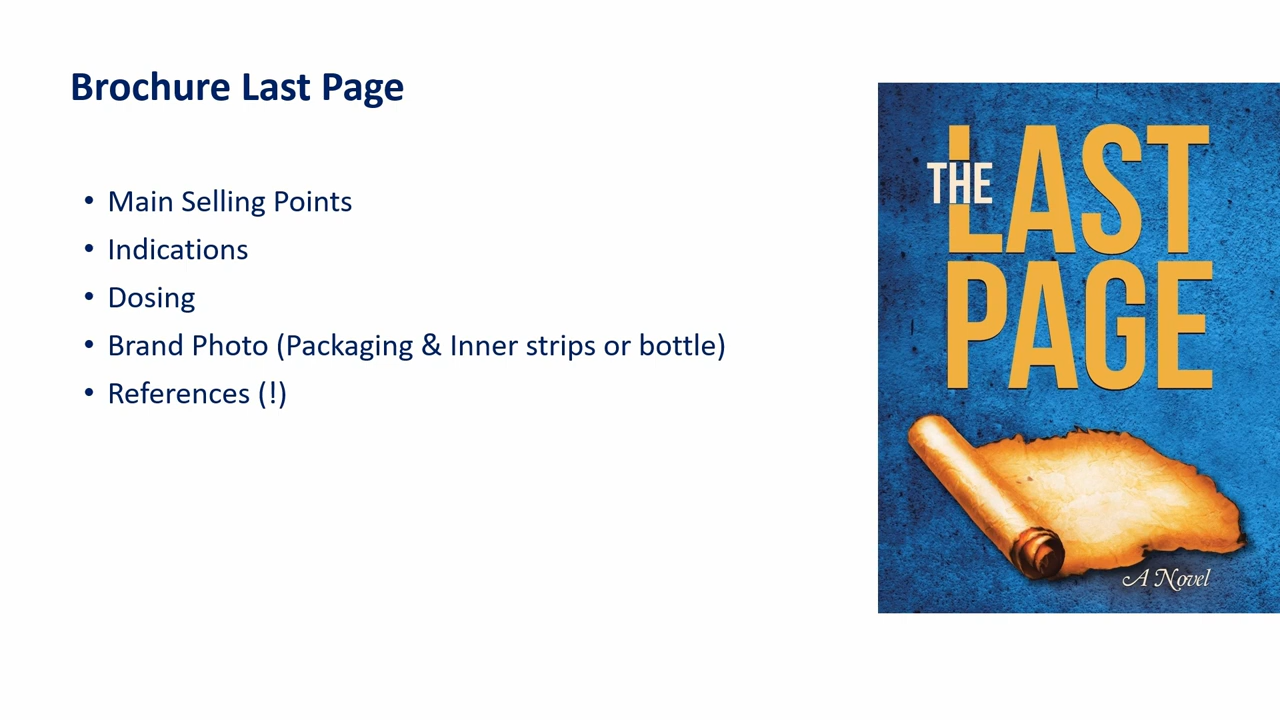 Brochure Last Page
• Main Selling Points
• Indications
• Dosing
• Brand Photo (Packaging & Inner strips or bottle)
• References (!)
THE LAST
PAGE
A Novel